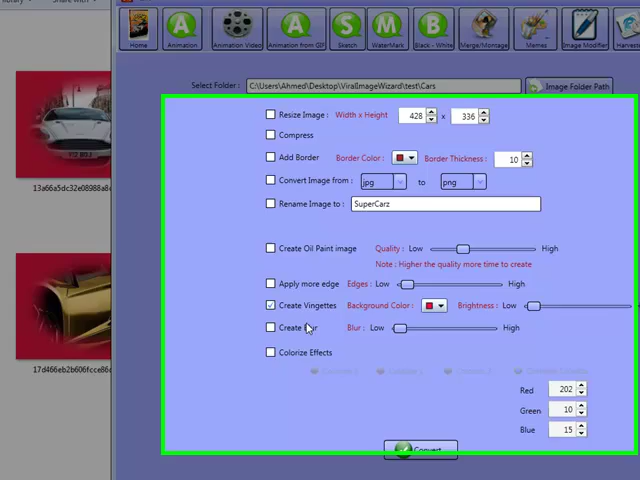 Home
Animation
Animation Video
Animation from GIF
Sketch
WaterMark
Black - White
Merge/Montage
Memes
Image Modifier
Select Folder: C:\Users\Ahmed\Desktop\ViralImageWizard\test\Cars Image Folder Path
Resize Image : Width x Height 428 x 336
Compress
Add Border Border Color : Border Thickness : 10
Convert Image from : jpg to png
Rename Image to : SuperCarz
Create Oil Paint image Quality : Low High
Note : Higher the quality more time to create
Apply more edge Edges : Low High
Create Vingettes Background Color : Brightness : Low
Create Blur Blur : Low High
Colorize Effects
Red 202
Green 10
Blue 15
Convert
13a66a5dc32e08988a8
17d466eb2b606fcce86